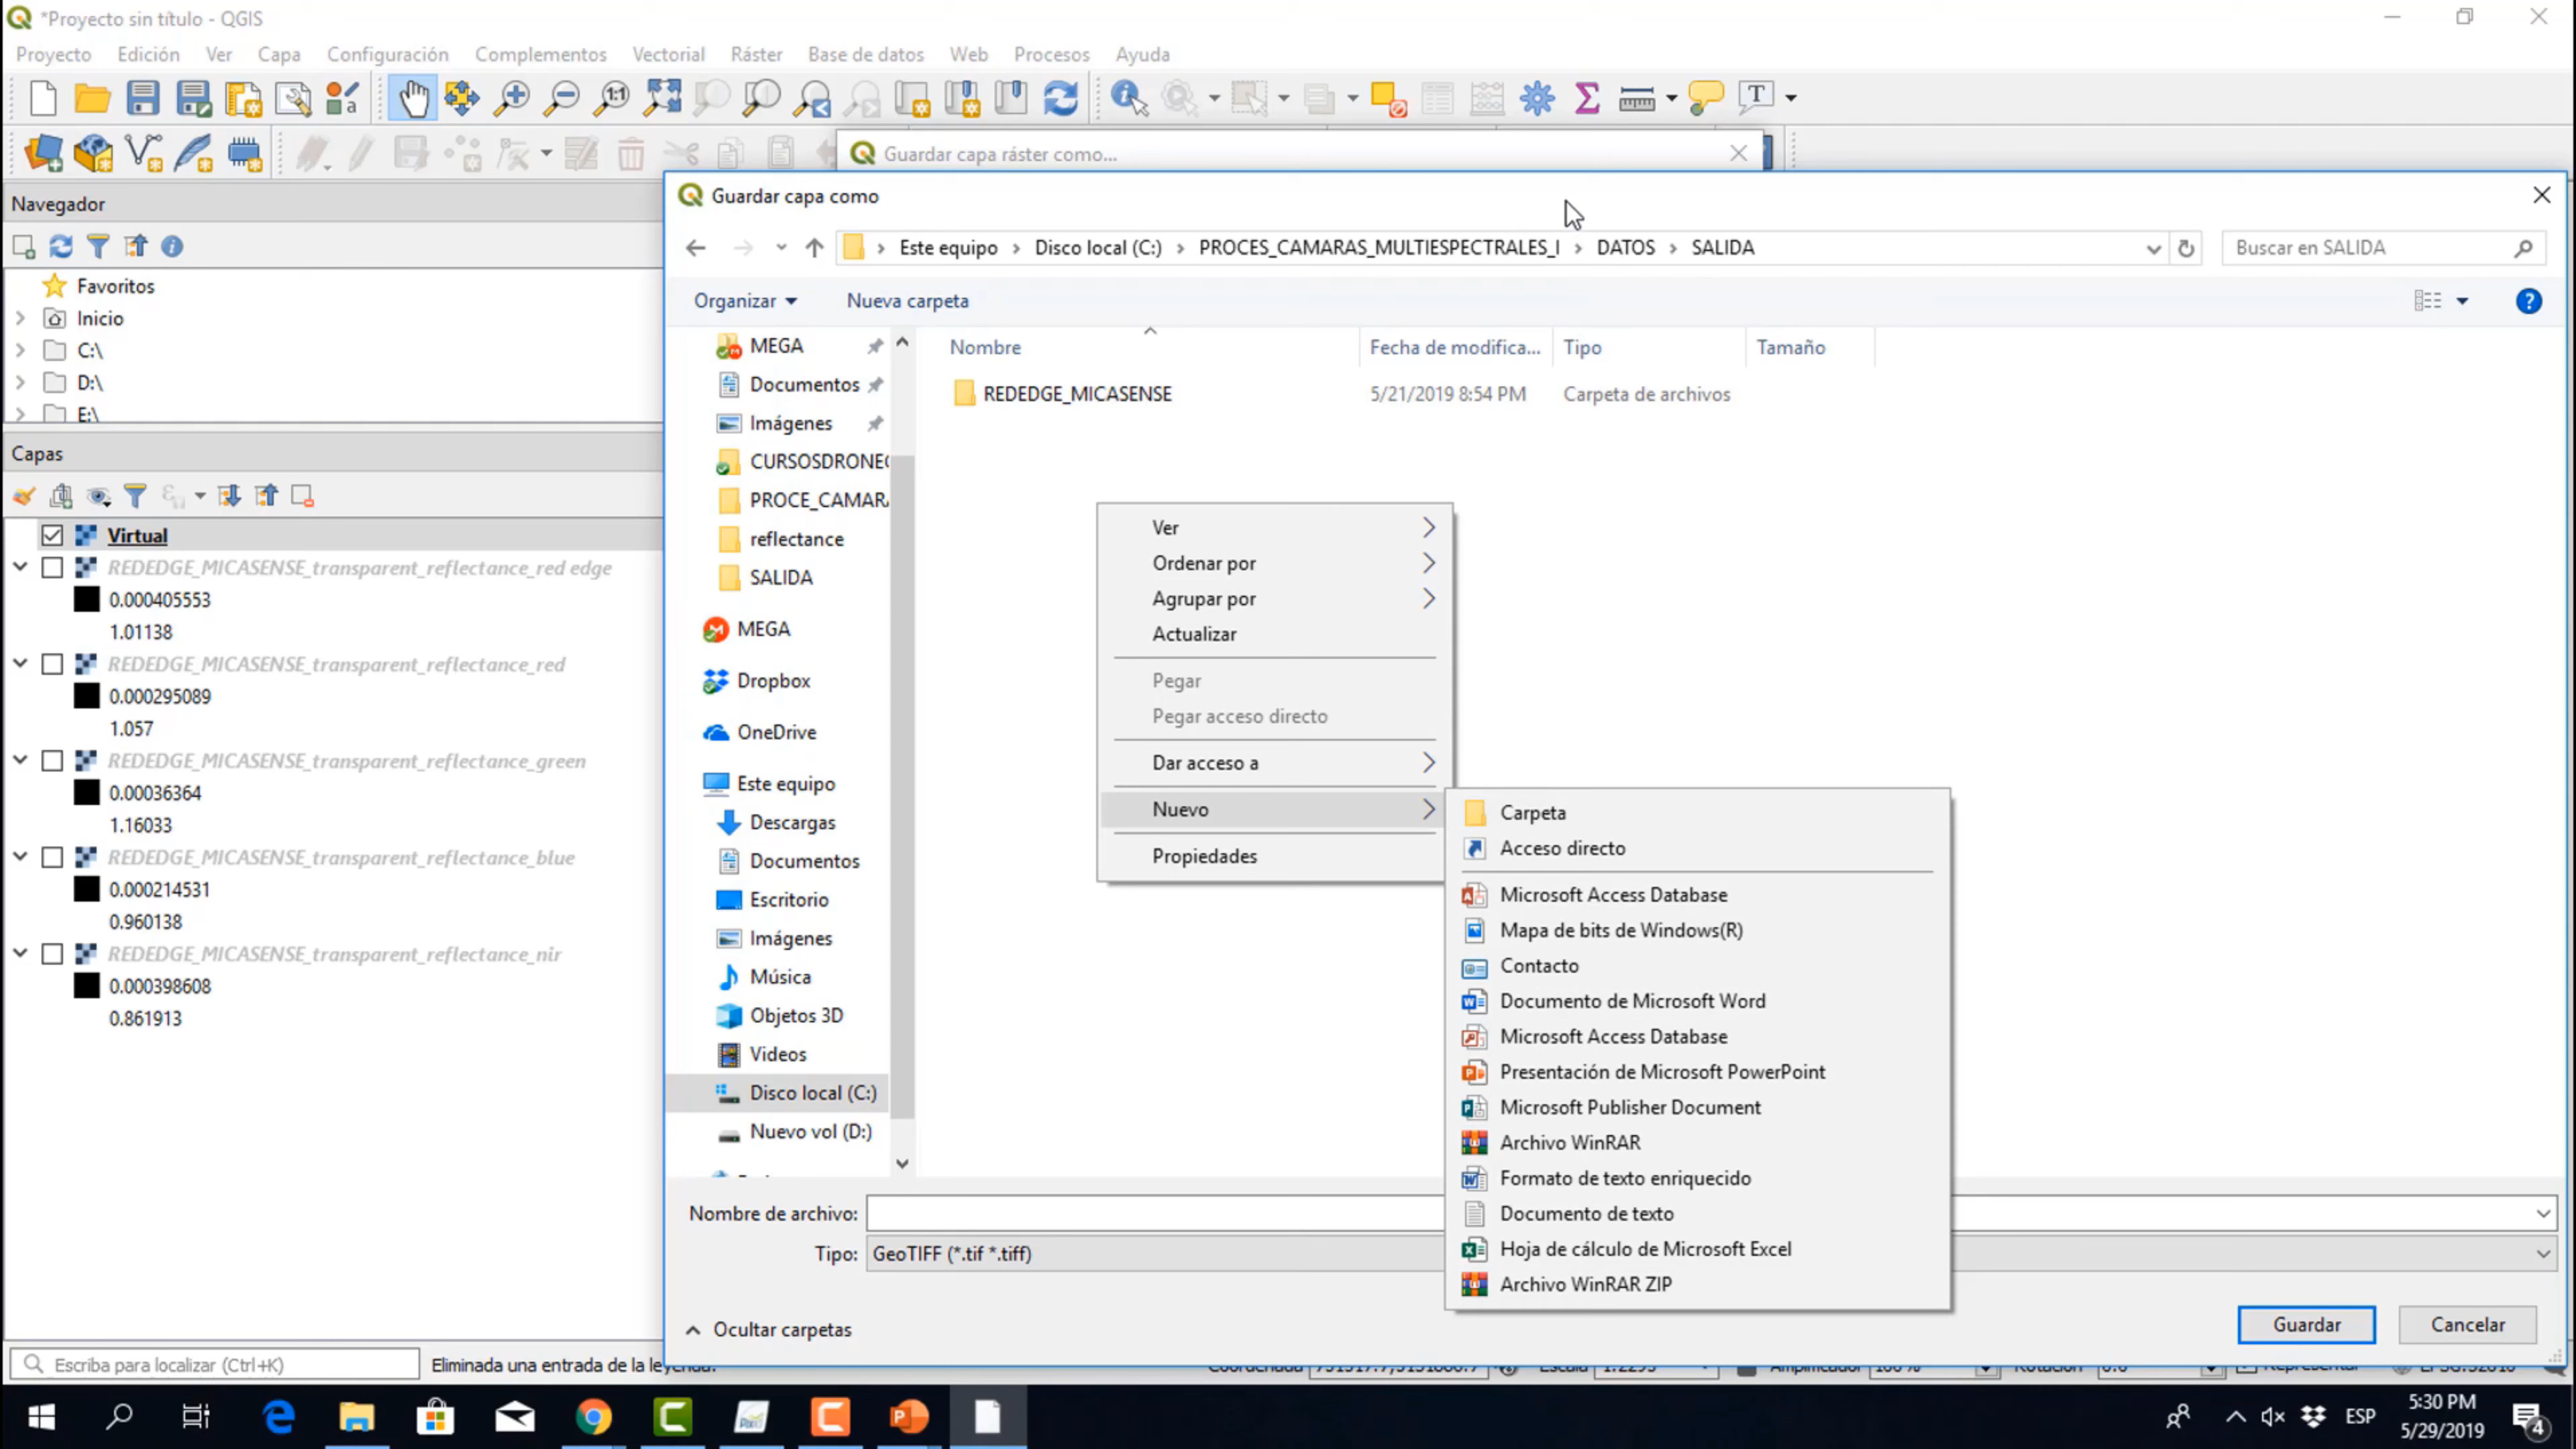 *Proyecto sin título - QGIS
Proyecto Edición Ver Capa Configuración Complementos Vectorial Ráster Base de datos Web Procesos Ayuda
Guardar capa ráster como...
Guardar capa como
Navegador
Este equipo Disco local (C:) PROCES_CAMARAS_MULTIESPECTRALES_I DATOS SALIDA
Buscar en SALIDA
Organizar
Nueva carpeta
Favoritos
Inicio
C:\
D:\
E:\
Capas
Virtual
REDEDGE_MICASENSE_transparent_reflectance_red edge
0.000405553
1.01138
REDEDGE_MICASENSE_transparent_reflectance_red
0.000295089
1.057
REDEDGE_MICASENSE_transparent_reflectance_green
0.00036364
1.16033
REDEDGE_MICASENSE_transparent_reflectance_blue
0.000214531
0.960138
REDEDGE_MICASENSE_transparent_reflectance_nir
0.000398608
0.861913
MEGA
Documentos
Imágenes
CURSOSDRONE
PROCE_CAMAR
reflectance
SALIDA
MEGA
Dropbox
OneDrive
Este equipo
Descargas
Documentos
Escritorio
Imágenes
Música
Objetos 3D
Videos
Disco local (C:)
Nuevo vol (D:)
Nombre Fecha de modifica... Tipo Tamaño
REDEDGE_MICASENSE 5/21/2019 8:54 PM Carpeta de archivos
Ver
Ordenar por
Agrupar por
Actualizar
Pegar
Pegar acceso directo
Dar acceso a
Nuevo
Propiedades
Carpeta
Acceso directo
Microsoft Access Database
Mapa de bits de Windows(R)
Contacto
Documento de Microsoft Word
Microsoft Access Database
Presentación de Microsoft PowerPoint
Microsoft Publisher Document
Archivo WinRAR
Formato de texto enriquecido
Documento de texto
Hoja de cálculo de Microsoft Excel
Archivo WinRAR ZIP
Nombre de archivo:
Tipo: GeoTIFF (*.tif *.tiff)
Ocultar carpetas
Guardar
Cancelar
Escriba para localizar (Ctrl+K)
Eliminada una entrada de la leyenda.
Coordenada
Escala
Amplificador 100 %
Rotación
ESP
5:30 PM
5/29/2019
4